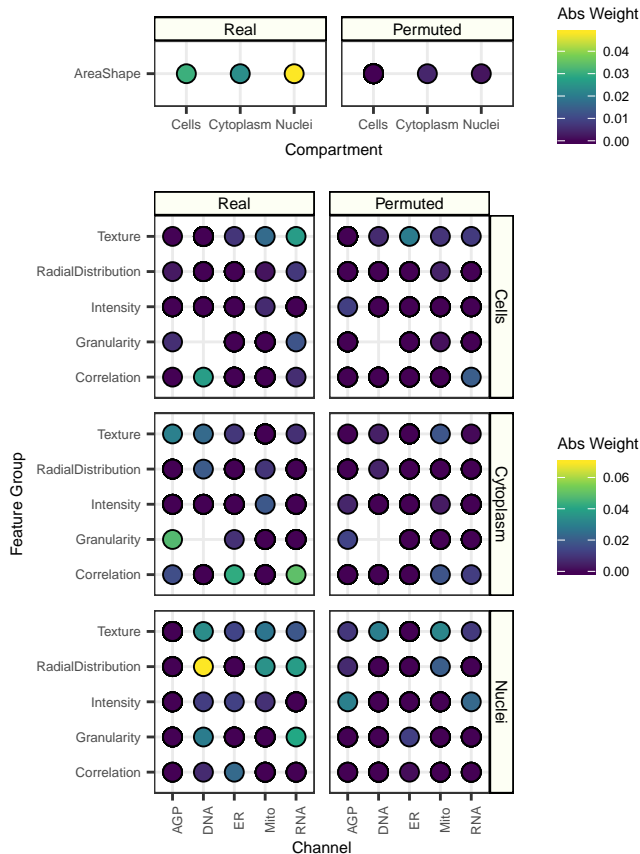 Real
Permuted
AreaShape
Cells
Cytoplasm
Nuclei
Cells
Cytoplasm
Nuclei
Compartment
Abs Weight
0.04
0.03
0.02
0.01
0.00
Real
Permuted
Texture
RadialDistribution
Intensity
Granularity
Correlation
Cells
Texture
RadialDistribution
Intensity
Granularity
Correlation
Cytoplasm
Texture
RadialDistribution
Intensity
Granularity
Correlation
Nuclei
Feature Group
AGP
DNA
ER
Mito
RNA
AGP
DNA
ER
Mito
RNA
Channel
Abs Weight
0.06
0.04
0.02
0.00